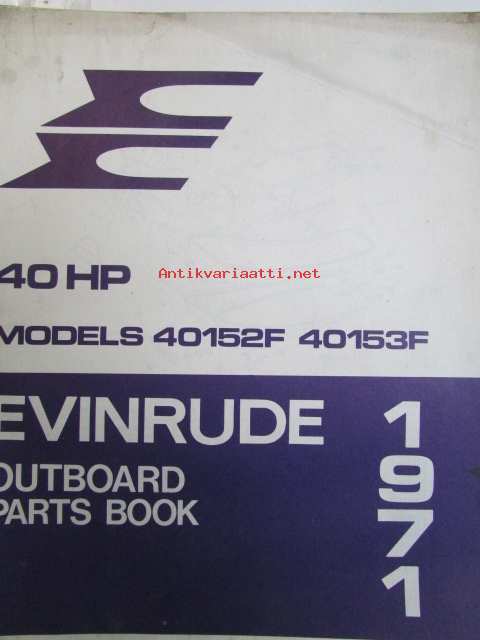 40 HP
Antikvariaatti.net
MODELS 40152F 40153F
EVINRUDE
OUTBOARD
PARTS BOOK
1
9
7
1